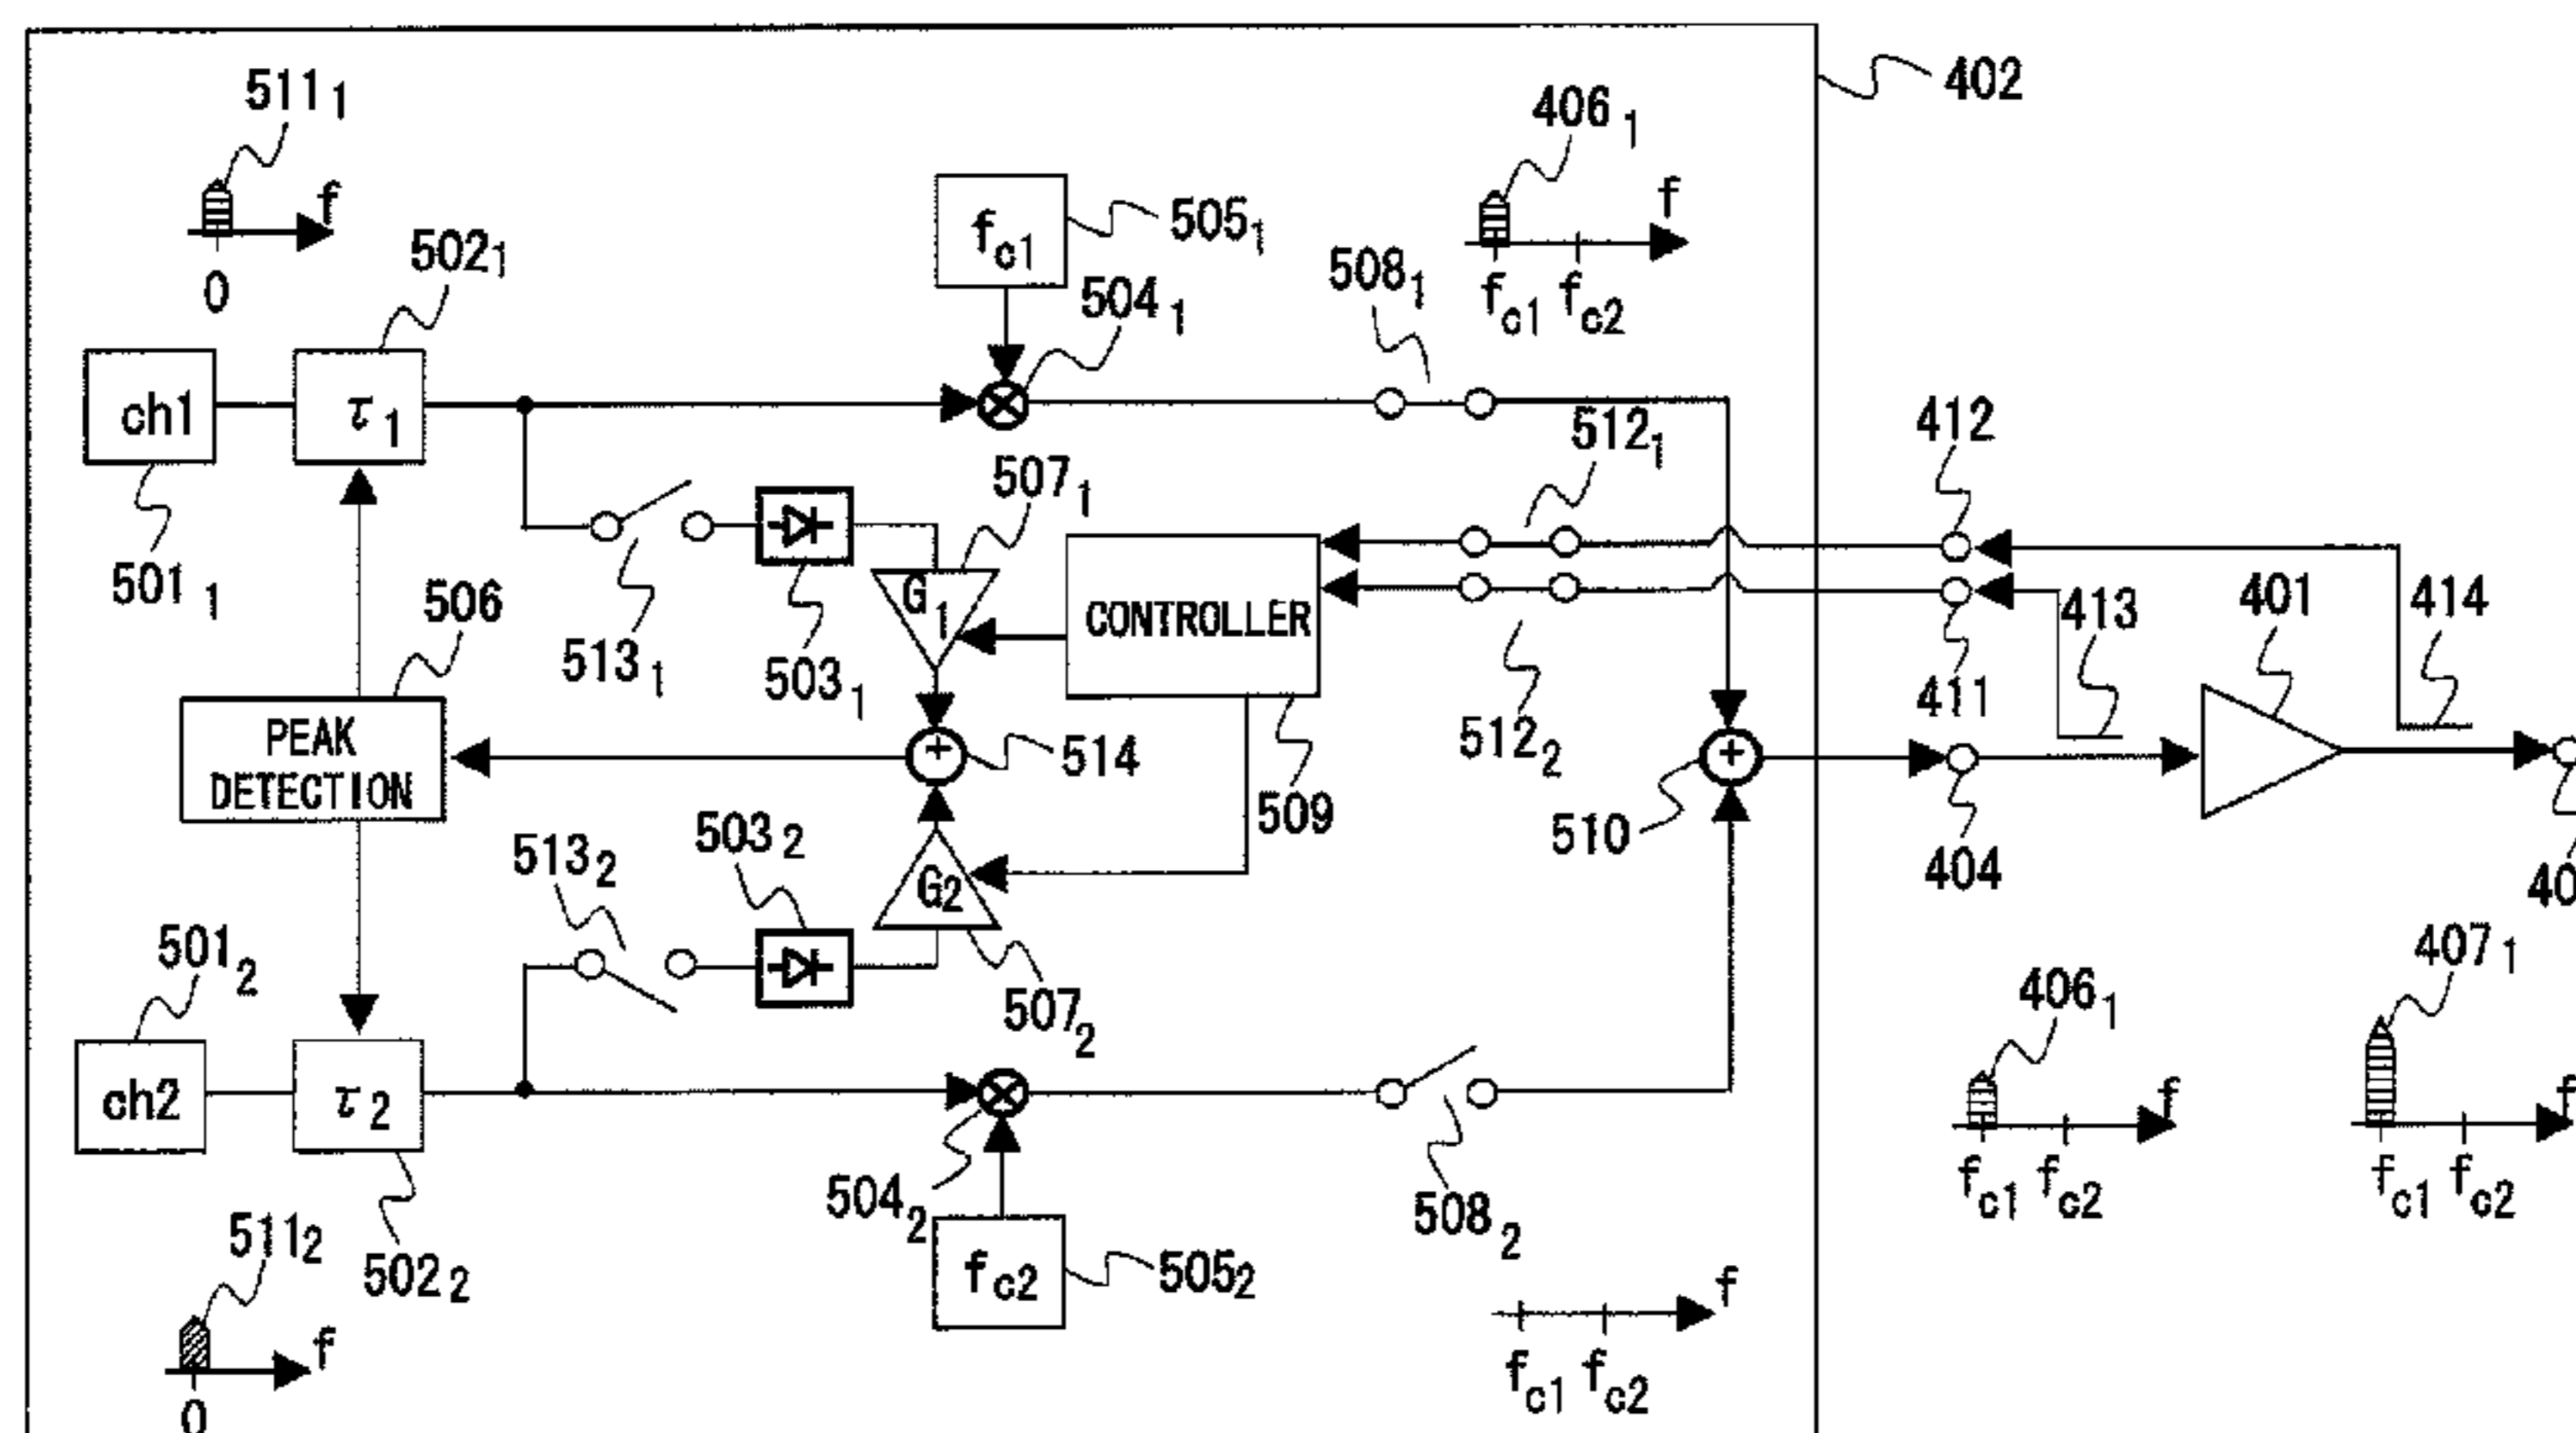 511₁
402
406₁
f
f
505₁
f_c1
502₁
0
508₁
504₁
f_c1 f_c2
ch1
τ₁
512₁
412
507₁
501₁
506
G₁
CONTROLLER
413
401
414
513₁
503₁
411
PEAK DETECTION
514
512₂
509
510
404
513₂
503₂
G2
501₂
507₂
406₁
407₁
ch2
τ₂
f
f
504₂
508₂
f_c1 f_c2
f_c1 f_c2
511₂
502₂
f_c2
505₂
f
f
f_c1 f_c2
0